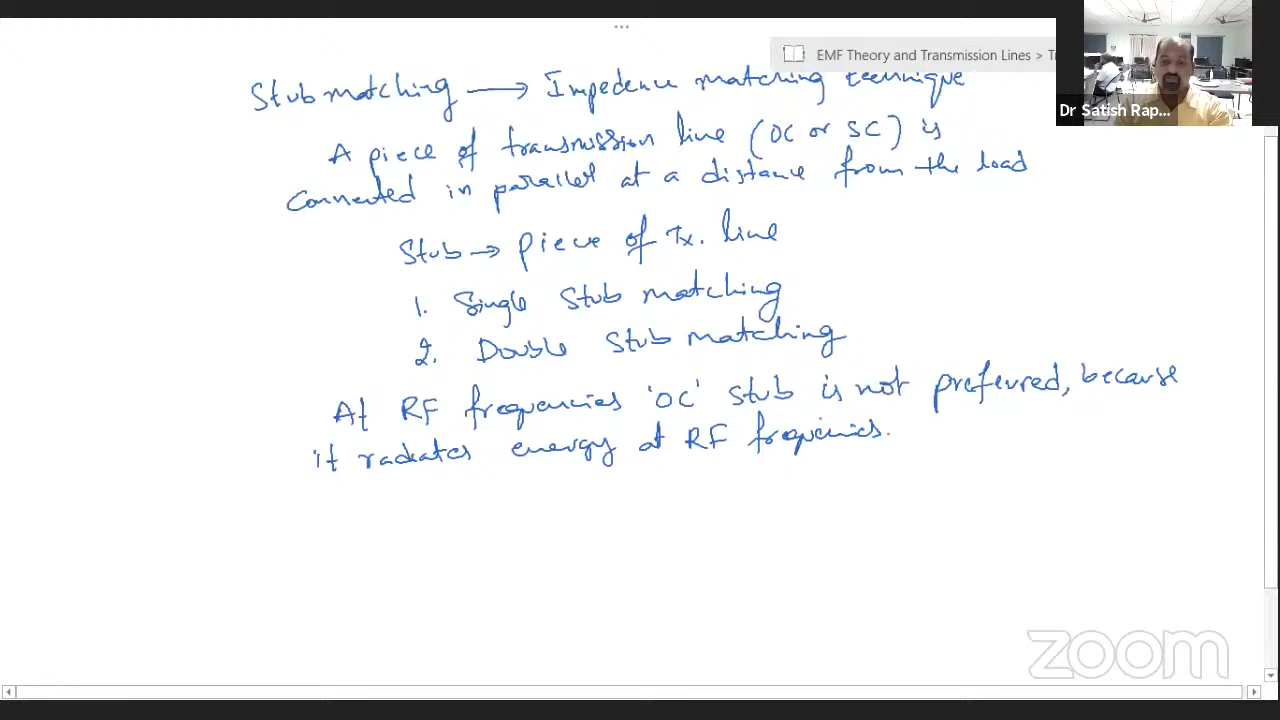 EMF Theory and Transmission Lines > T
Stub matching → Impedence matching technique
Dr Satish Rap...
A piece of transmission line (OC or SC) is
Connected in parallel at a distance from the load
Stub → piece of Tx. line
1. Single Stub matching
2. Double Stub matching
At RF frequencies 'OC' stub is not preferred, because
it radiates energy at RF frequencies.
zoom